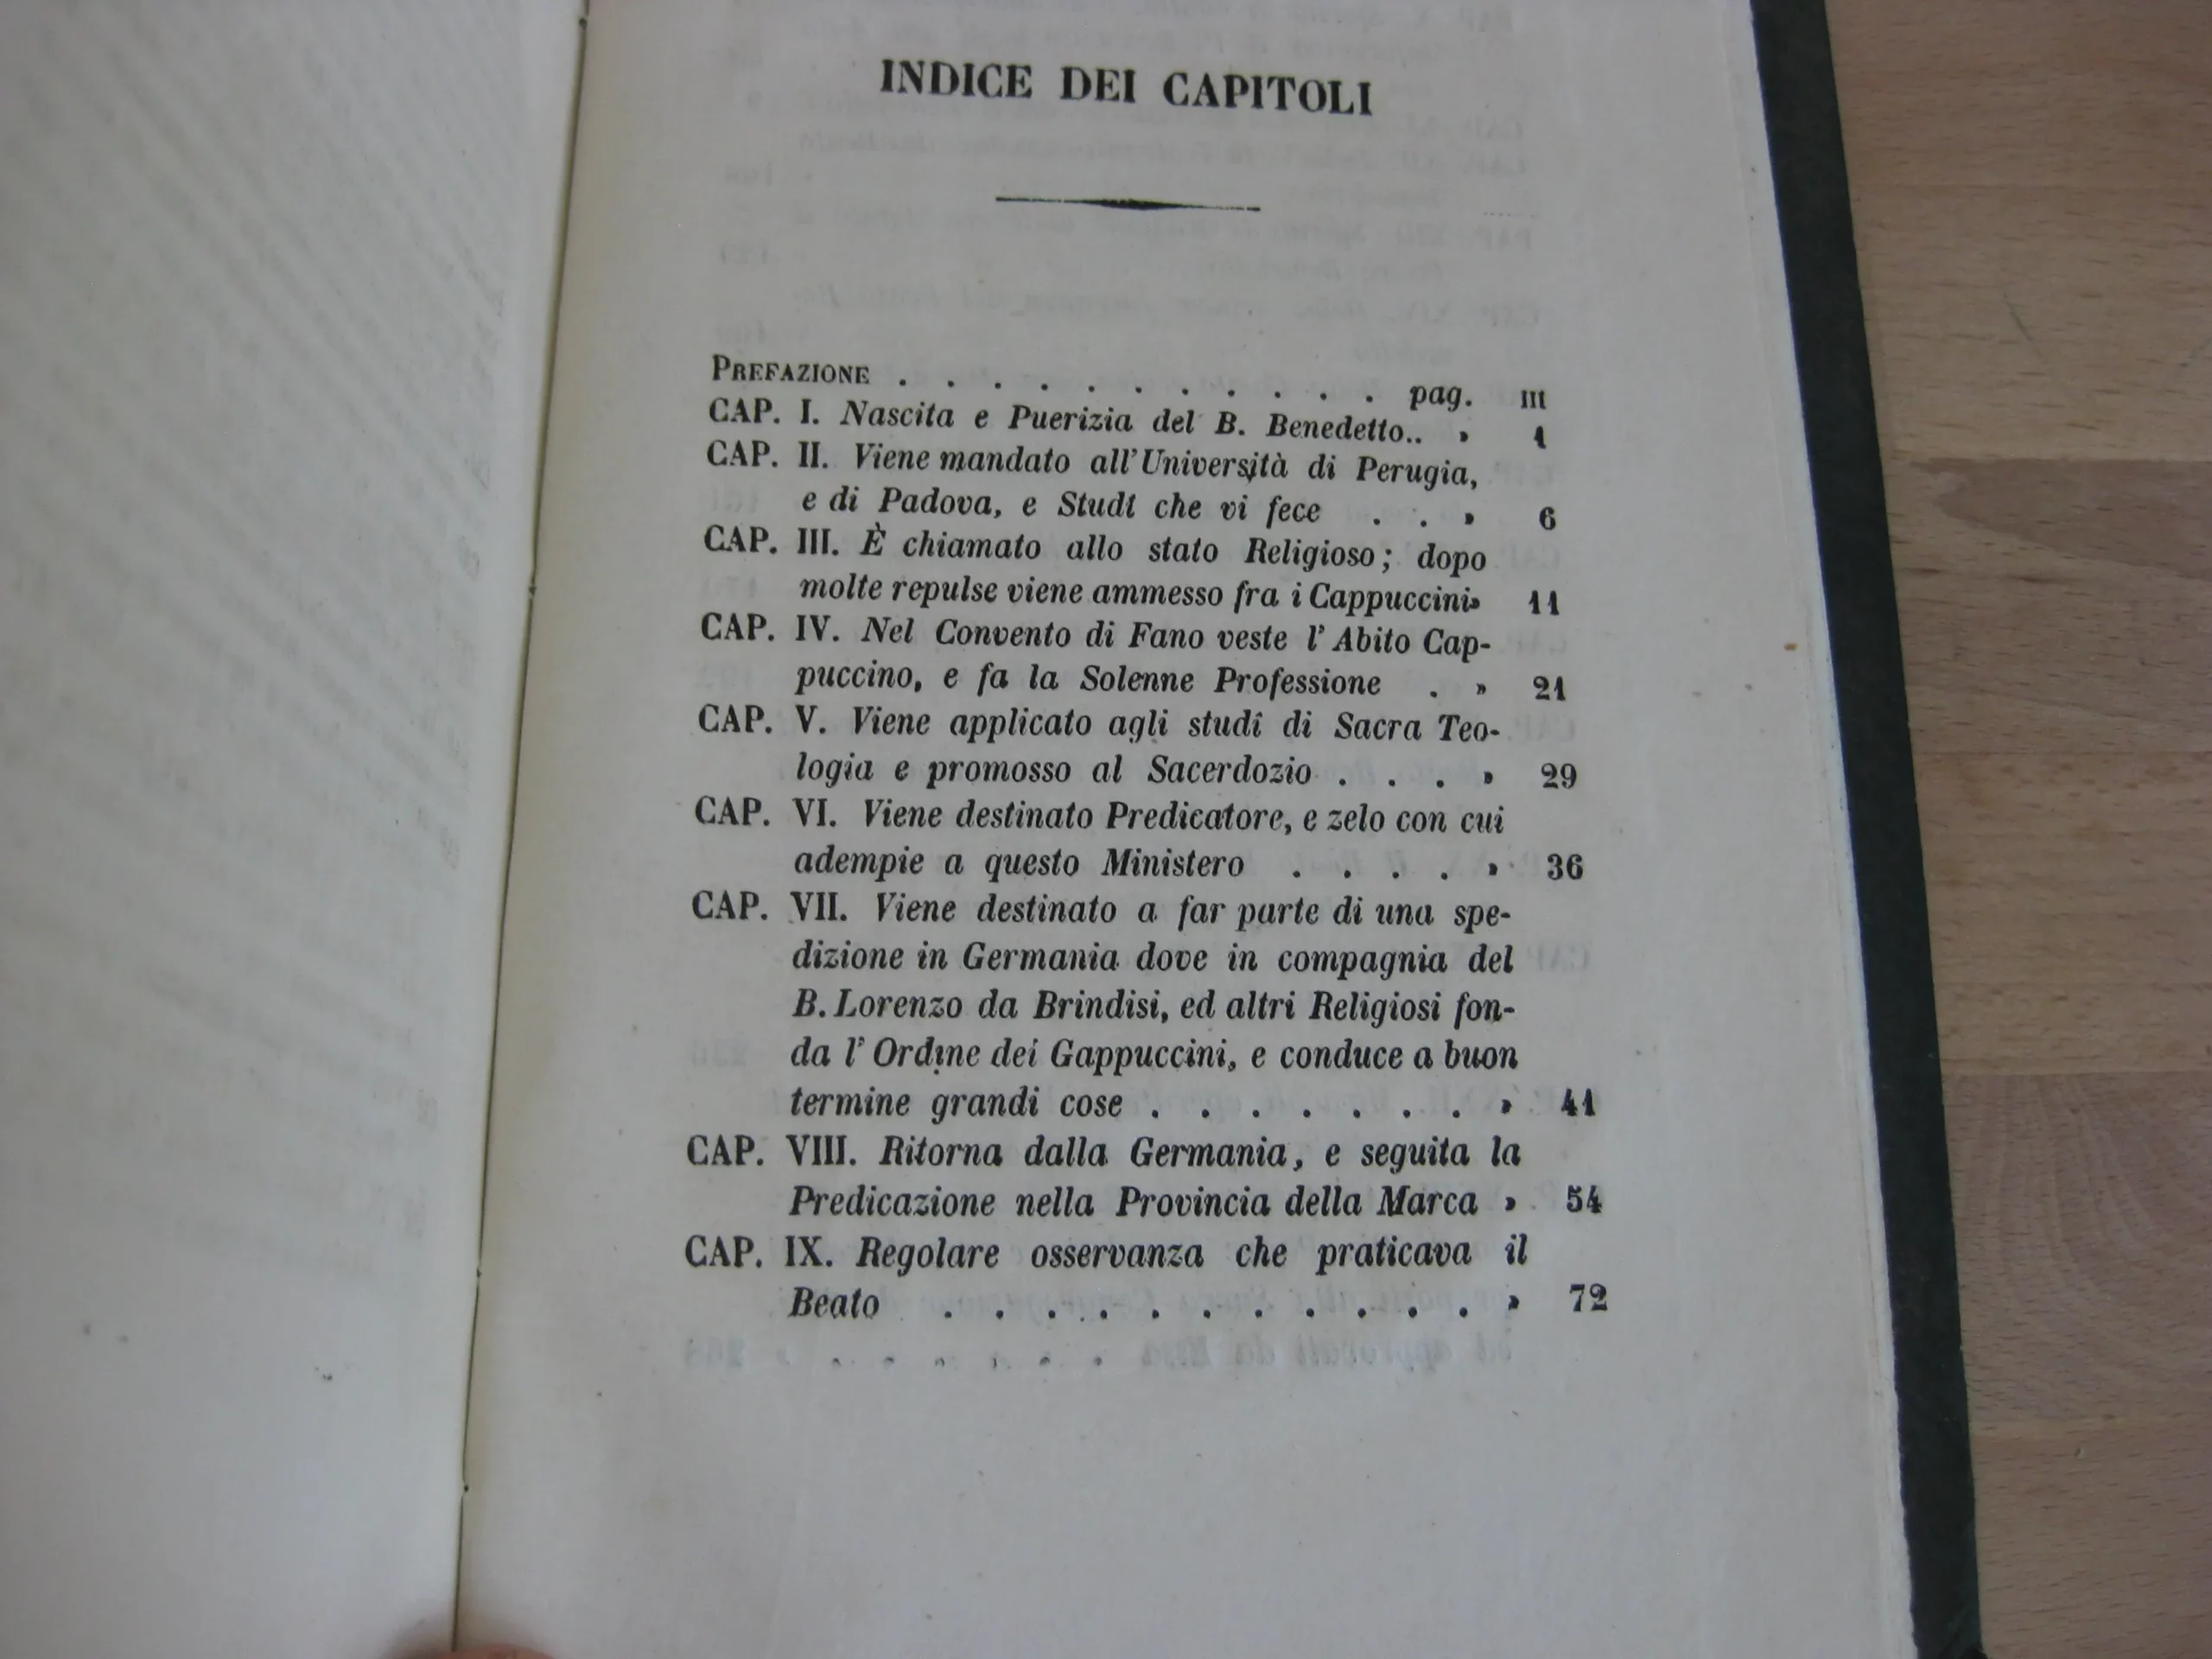 INDICE DEI CAPITOLI
PREFAZIONE . . . . . . . . . . . pag. III
CAP. I. Nascita e Puerizia del B. Benedetto.. » 1
CAP. II. Viene mandato all'Università di Perugia,
e di Padova, e Studî che vi fece . . » 6
CAP. III. È chiamato allo stato Religioso; dopo
molte repulse viene ammesso fra i Cappuccini» 11
CAP. IV. Nel Convento di Fano veste l' Abito Cap-
puccino, e fa la Solenne Professione . » 21
CAP. V. Viene applicato agli studî di Sacra Teo-
logia e promosso al Sacerdozio . . . » 29
CAP. VI. Viene destinato Predicatore, e zelo con cui
adempie a questo Ministero . . . . » 36
CAP. VII. Viene destinato a far parte di una spe-
dizione in Germania dove in compagnia del
B. Lorenzo da Brindisi, ed altri Religiosi fon-
da l' Ordine dei Gappuccini, e conduce a buon
termine grandi cose . . . . . . . » 41
CAP. VIII. Ritorna dalla Germania, e seguita la
Predicazione nella Provincia della Marca » 54
CAP. IX. Regolare osservanza che praticava il
Beato . . . . . . . . . . . » 72